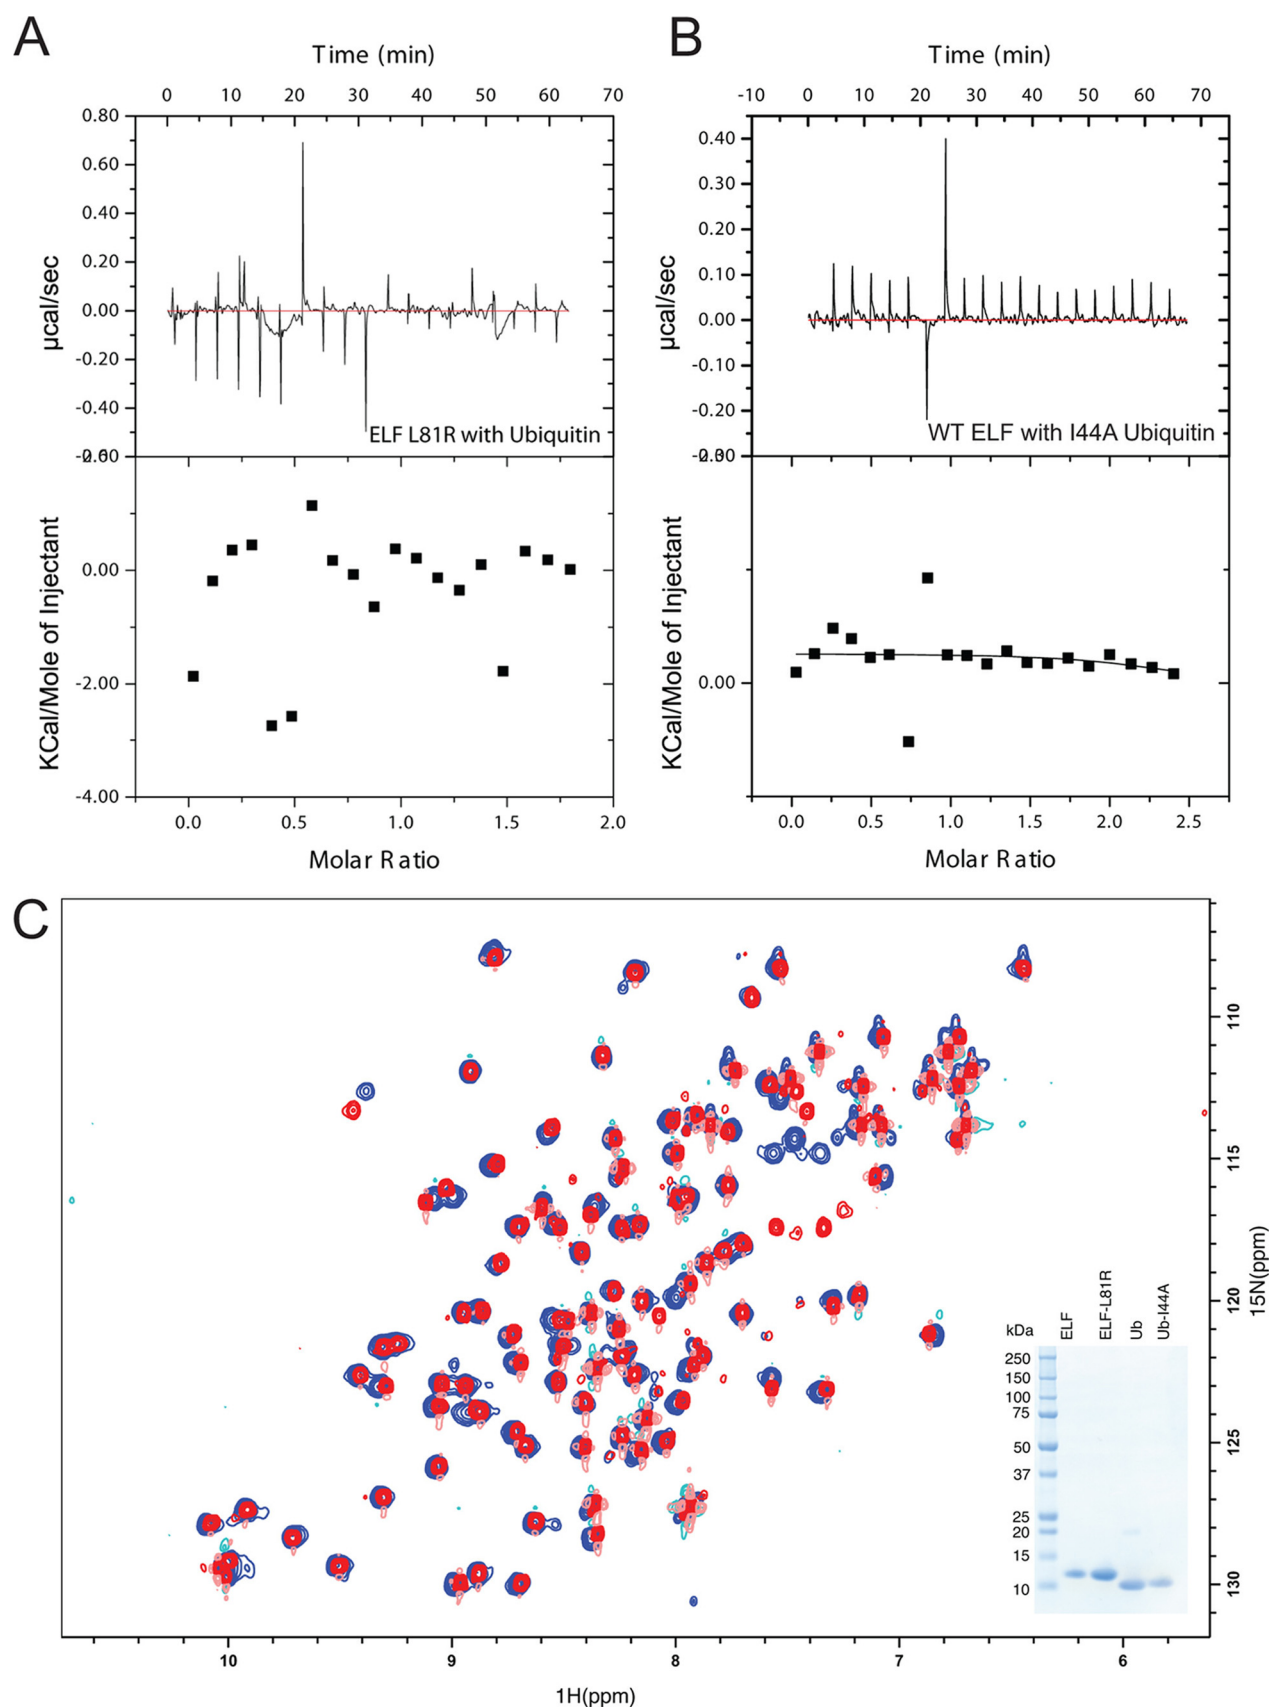 A
Time (min)
0 10 20 30 40 50 60 70
0.80
0.60
0.40
0.20
0.00
-0.20
-0.40
µcal/sec
ELF L81R with Ubiquitin
0.00
-2.00
-4.00
KCal/Mole of Injectant
0.0 0.5 1.0 1.5 2.0
Molar Ratio
B
Time (min)
-10 0 10 20 30 40 50 60 70
0.40
0.30
0.20
0.10
0.00
-0.10
-0.20
µcal/sec
WT ELF with I44A Ubiquitin
0.00
KCal/Mole of Injectant
0.0 0.5 1.0 1.5 2.0 2.5
Molar Ratio
C
110
115
120
125
130
15N(ppm)
kDa ELF ELF-L81R Ub Ub-I44A
250
150
100
75
50
37
25
20
15
10
10 9 8 7 6
1H(ppm)